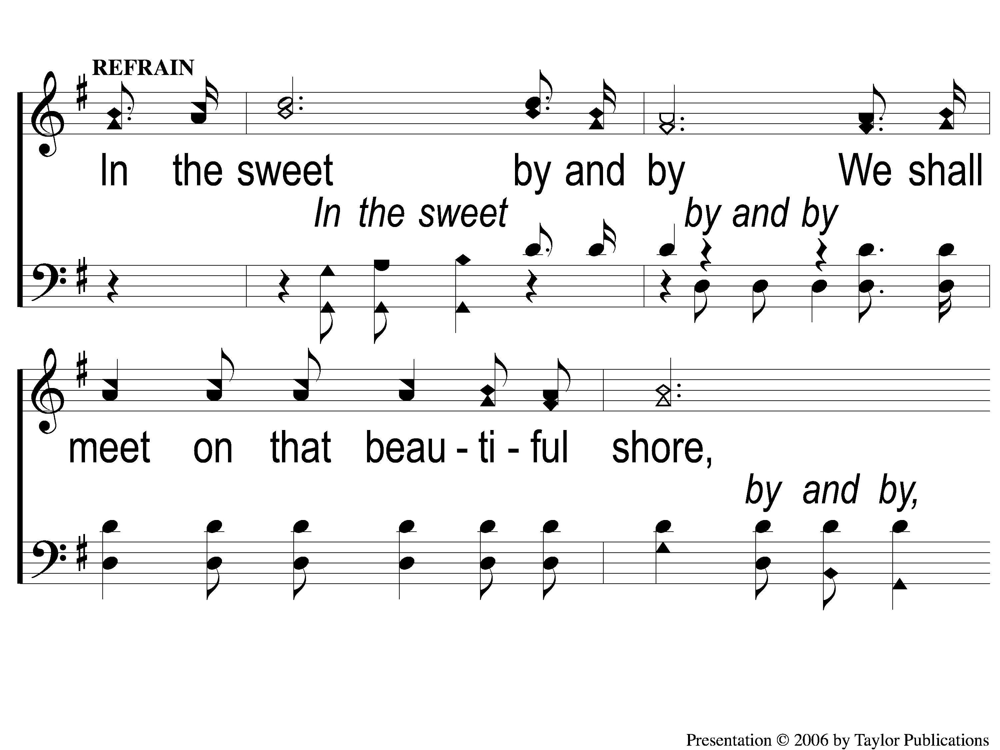 REFRAIN
In the sweet by and by We shall
In the sweet by and by
meet on that beau - ti - ful shore,
by and by,
Presentation © 2006 by Taylor Publications